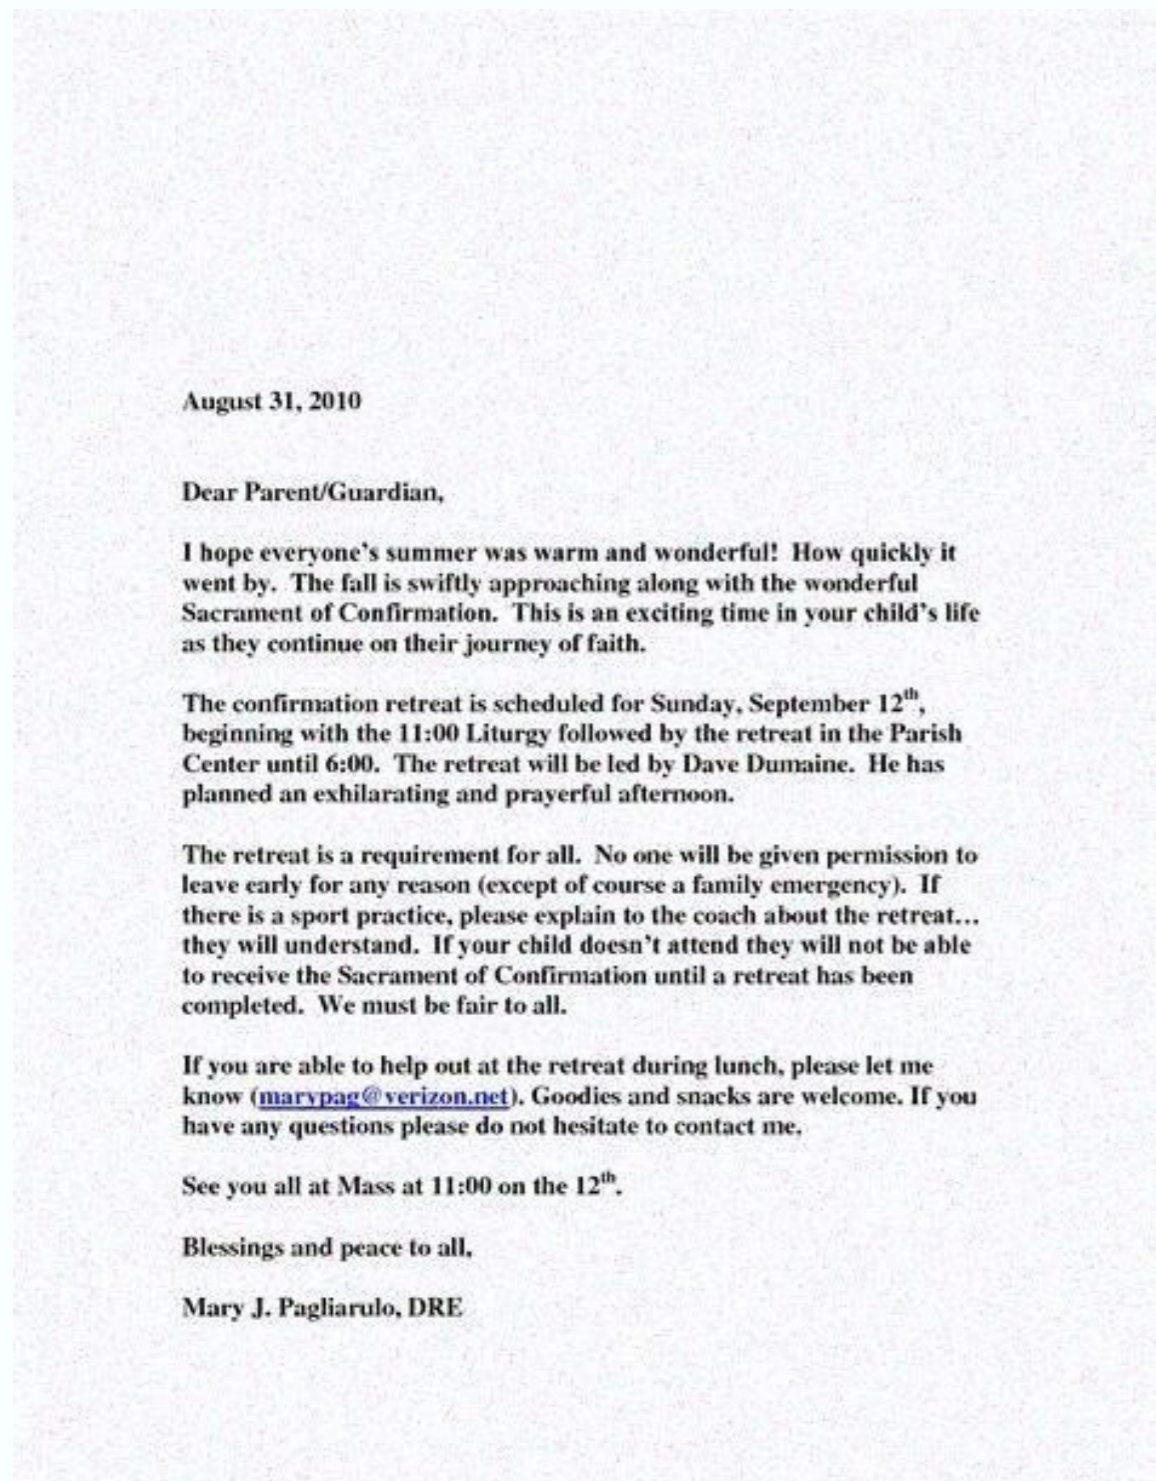 August 31, 2010
Dear Parent/Guardian,
I hope everyone's summer was warm and wonderful!  How quickly it
went by.  The fall is swiftly approaching along with the wonderful
Sacrament of Confirmation.  This is an exciting time in your child's life
as they continue on their journey of faith.
The confirmation retreat is scheduled for Sunday, September 12th,
beginning with the 11:00 Liturgy followed by the retreat in the Parish
Center until 6:00.  The retreat will be led by Dave Dumaine.  He has
planned an exhilarating and prayerful afternoon.
The retreat is a requirement for all.  No one will be given permission to
leave early for any reason (except of course a family emergency).  If
there is a sport practice, please explain to the coach about the retreat…
they will understand.  If your child doesn't attend they will not be able
to receive the Sacrament of Confirmation until a retreat has been
completed.  We must be fair to all.
If you are able to help out at the retreat during lunch, please let me
know (marypag@verizon.net). Goodies and snacks are welcome. If you
have any questions please do not hesitate to contact me.
See you all at Mass at 11:00 on the 12th.
Blessings and peace to all,
Mary J. Pagliarulo, DRE